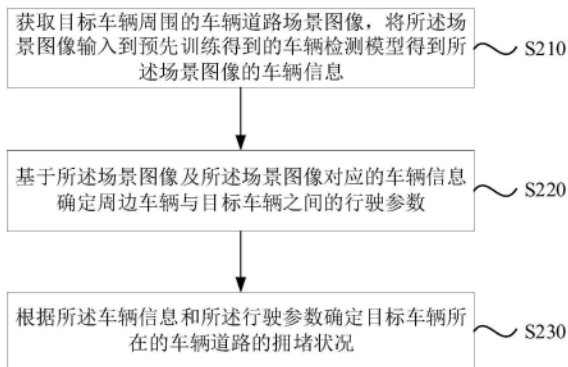 获取目标车辆周围的车辆道路场景图像，将所述场
景图像输入到预先训练得到的车辆检测模型得到所
述场景图像的车辆信息
S210
基于所述场景图像及所述场景图像对应的车辆信息
确定周边车辆与目标车辆之间的行驶参数
S220
根据所述车辆信息和所述行驶参数确定目标车辆所
在的车辆道路的拥堵状况
S230